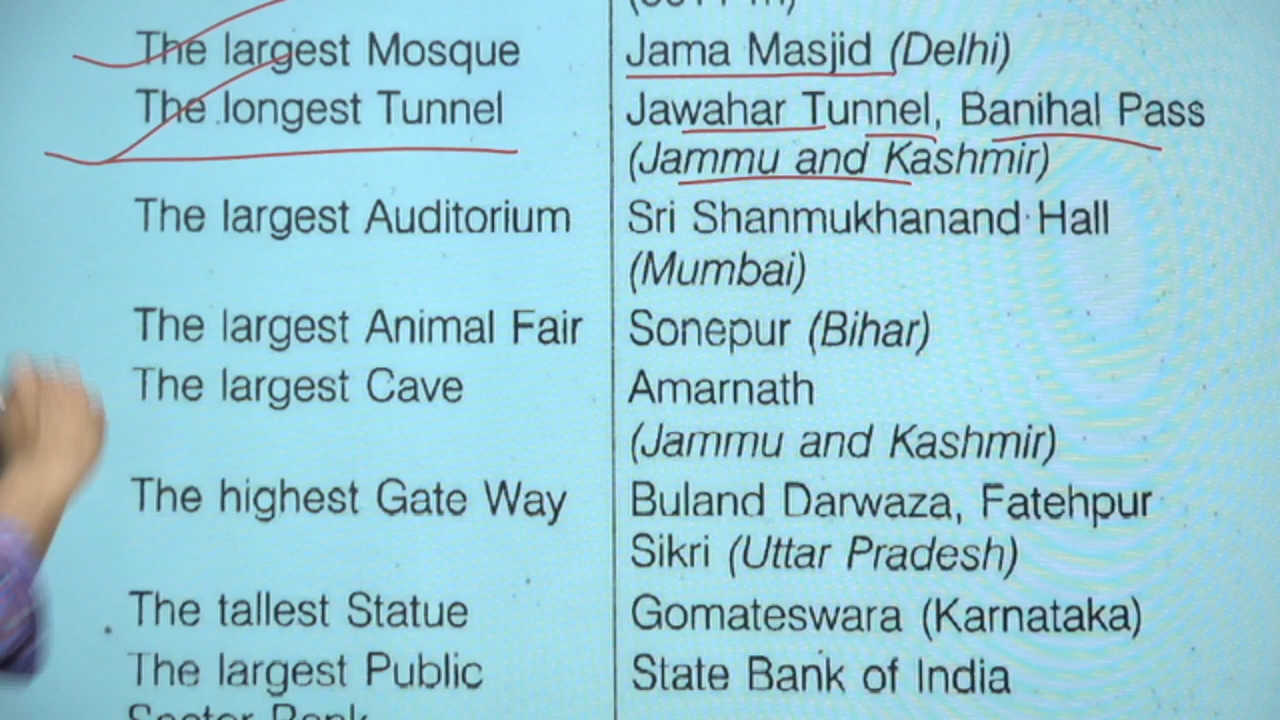 The largest Mosque Jama Masjid (Delhi)
The longest Tunnel Jawahar Tunnel, Banihal Pass
(Jammu and Kashmir)
The largest Auditorium Sri Shanmukhanand Hall
(Mumbai)
The largest Animal Fair Sonepur (Bihar)
The largest Cave Amarnath
(Jammu and Kashmir)
The highest Gate Way Buland Darwaza, Fatehpur
Sikri (Uttar Pradesh)
The tallest Statue Gomateswara (Karnataka)
The largest Public State Bank of India
Sector Bank